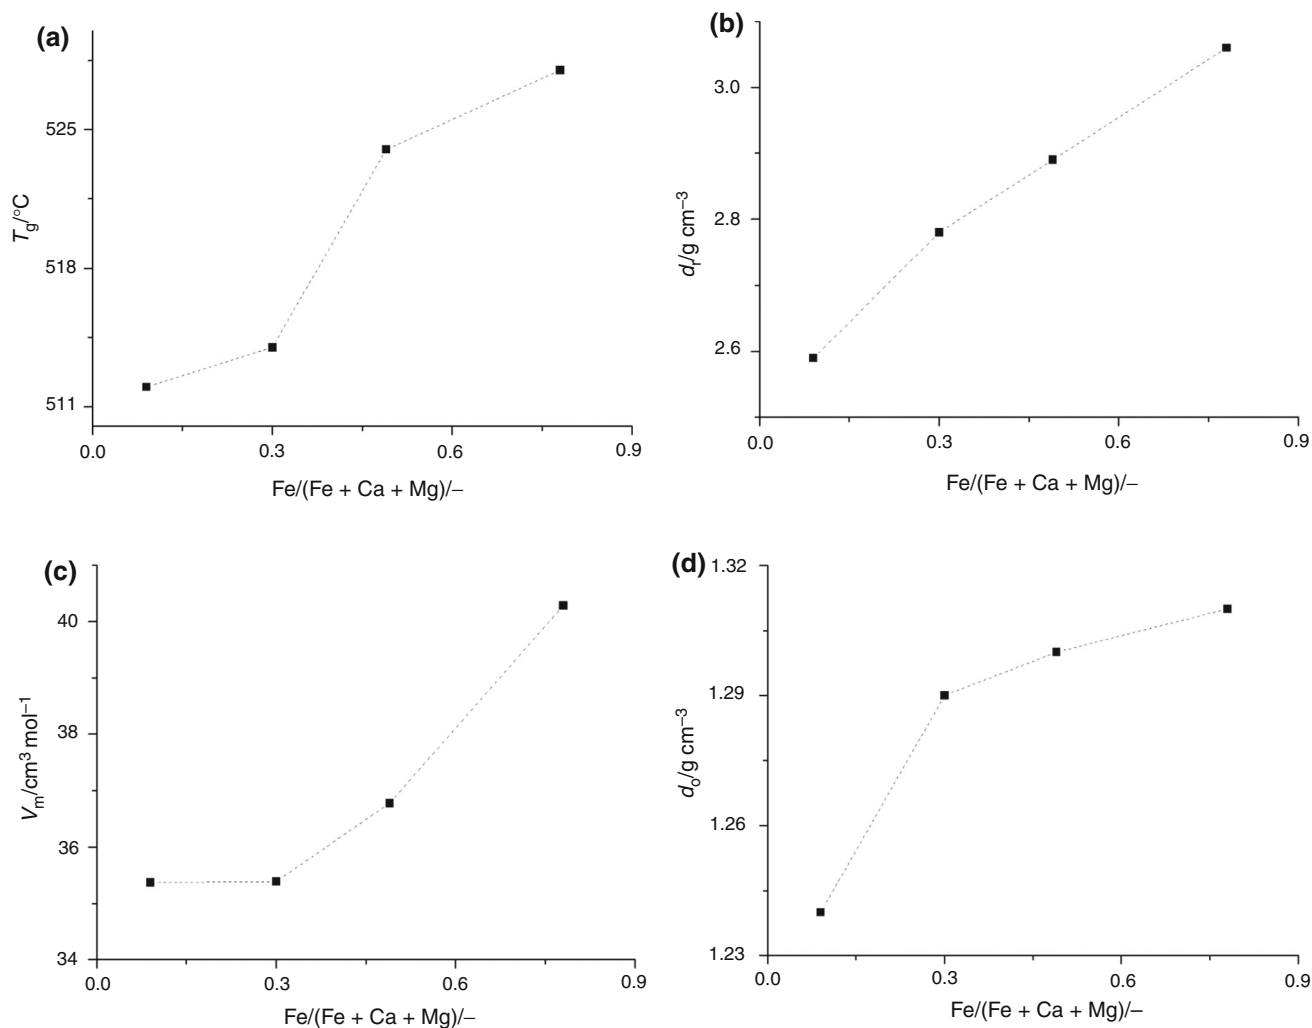 (a)
525
518
511
T_g/°C
0.0 0.3 0.6 0.9
Fe/(Fe + Ca + Mg)/–
(b)
3.0
2.8
2.6
d_r/g cm⁻³
0.0 0.3 0.6 0.9
Fe/(Fe + Ca + Mg)/–
(c)
40
38
36
34
V_m/cm³ mol⁻¹
0.0 0.3 0.6 0.9
Fe/(Fe + Ca + Mg)/–
(d)
1.32
1.29
1.26
1.23
d_o/g cm⁻³
0.0 0.3 0.6 0.9
Fe/(Fe + Ca + Mg)/–